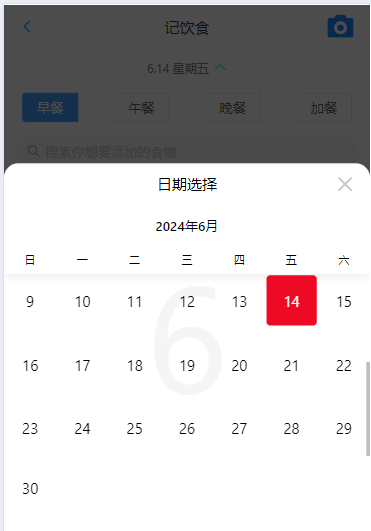 记饮食
6.14 星期五
早餐 午餐 晚餐 加餐
搜索你想要添加的食物
日期选择
2024年6月
日 一 二 三 四 五 六
6
9 10 11 12 13 14 15
16 17 18 19 20 21 22
23 24 25 26 27 28 29
30